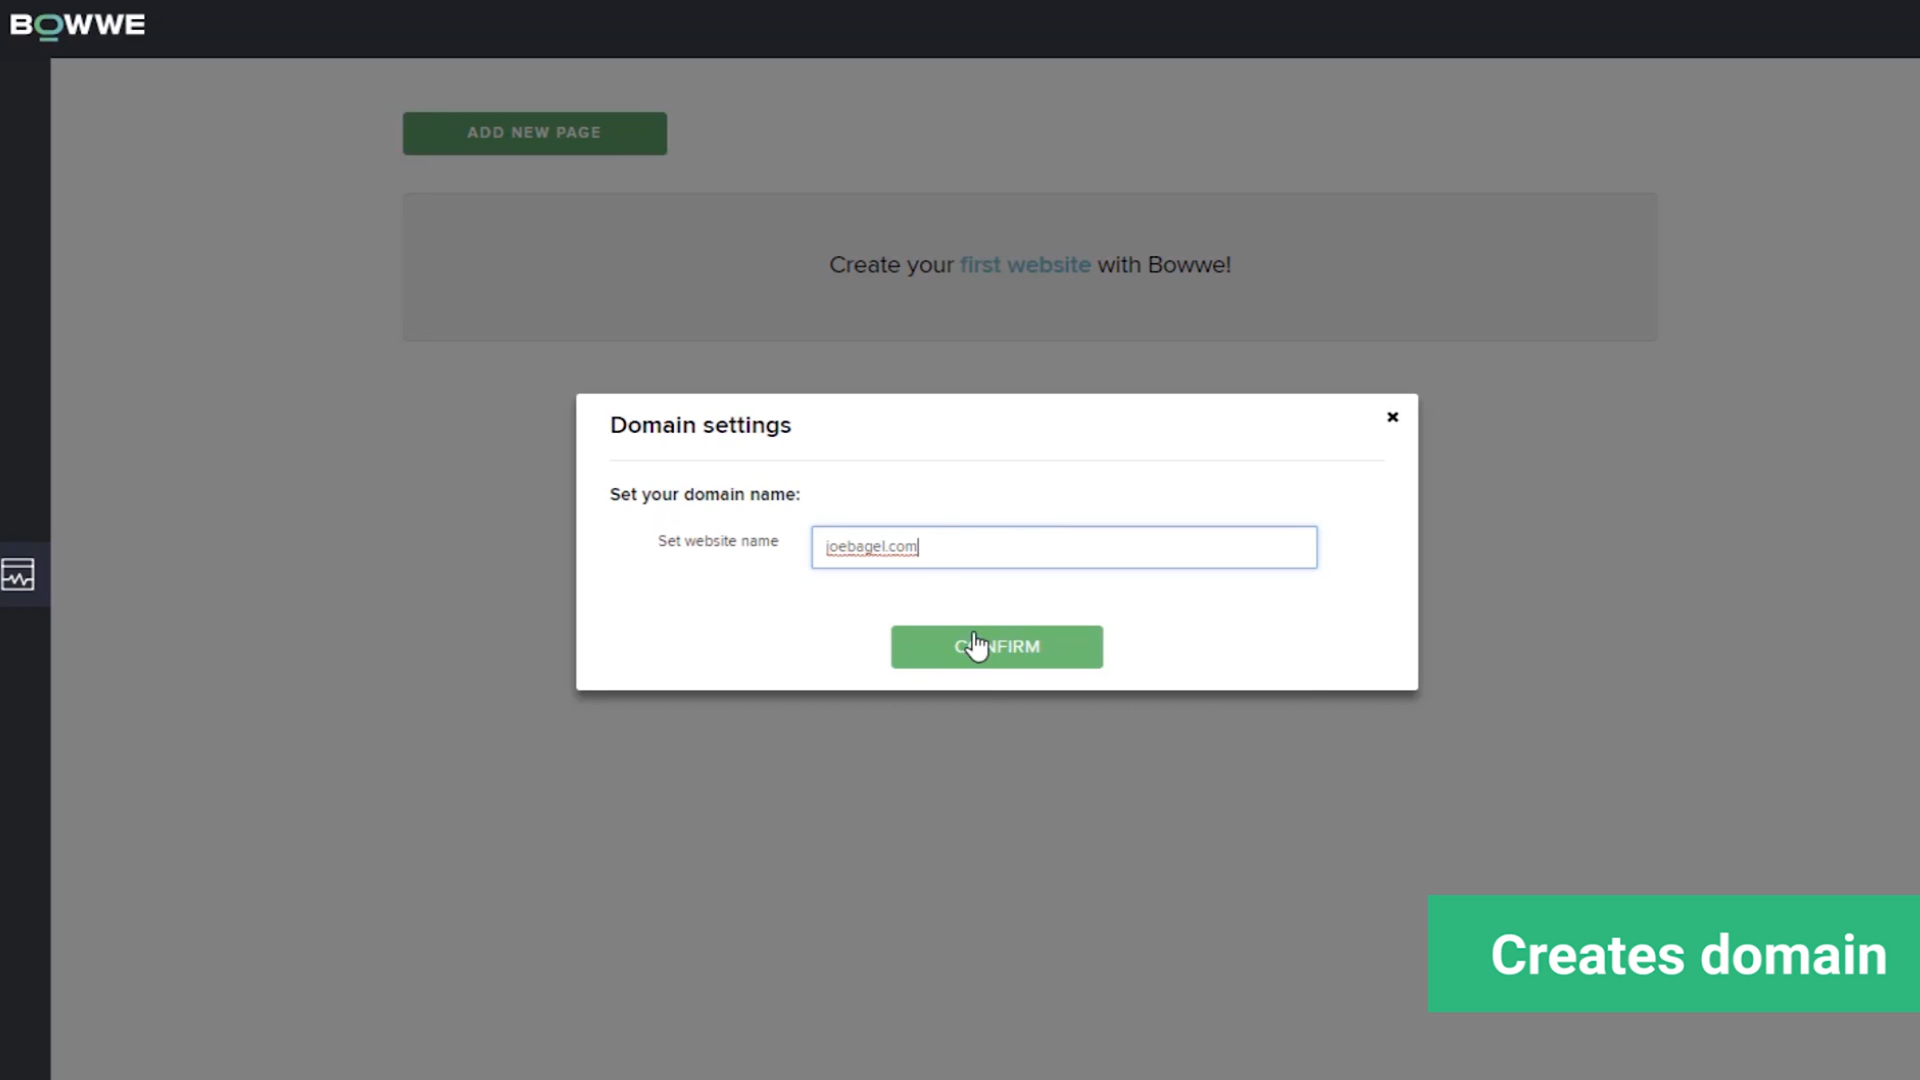 BOWWE
ADD NEW PAGE
Create your first website with Bowwe!
Domain settings
Set your domain name:
Set website name
joebagel.com
CONFIRM
Creates domain